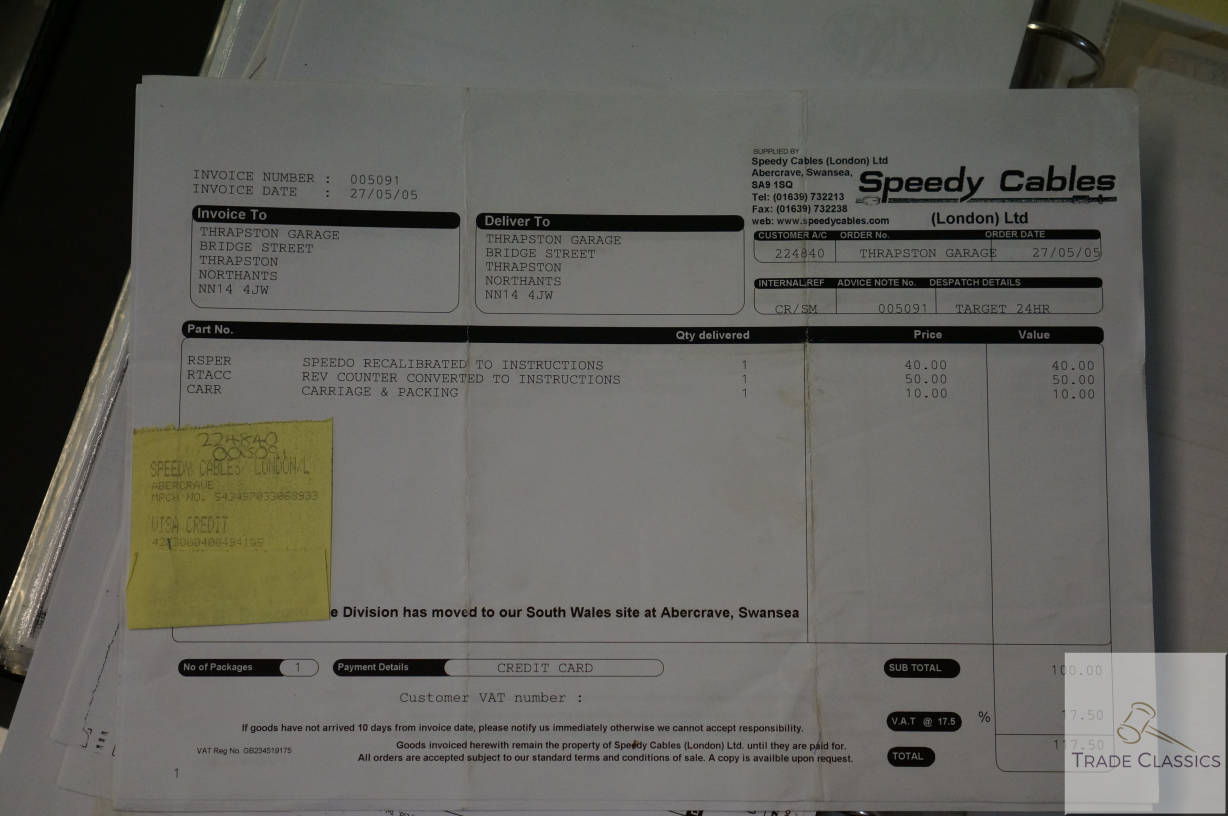 INVOICE NUMBER : 005091
INVOICE DATE : 27/05/05
SUPPLIED BY
Speedy Cables (London) Ltd
Abercrave, Swansea,
SA9 1SQ
Tel: (01639) 732213
Fax: (01639) 732238
web: www.speedycables.com
Speedy Cables
(London) Ltd
Invoice To
THRAPSTON GARAGE
BRIDGE STREET
THRAPSTON
NORTHANTS
NN14 4JW
Deliver To
THRAPSTON GARAGE
BRIDGE STREET
THRAPSTON
NORTHANTS
NN14 4JW
CUSTOMER A/C ORDER No. ORDER DATE
224840 THRAPSTON GARAGE 27/05/05
INTERNAL REF ADVICE NOTE No. DESPATCH DETAILS
CR/SM 005091 TARGET 24HR
Part No. Qty delivered Price Value
RSPER SPEEDO RECALIBRATED TO INSTRUCTIONS 1 40.00 40.00
RTACC REV COUNTER CONVERTED TO INSTRUCTIONS 1 50.00 50.00
CARR CARRIAGE & PACKING 1 10.00 10.00
224840
005091
SPEEDY CABLES/ LONDON/L
ABERCRAVE
MRCH NO.
VISA CREDIT
e Division has moved to our South Wales site at Abercrave, Swansea
No of Packages 1 Payment Details CREDIT CARD
SUB TOTAL 100.00
Customer VAT number :
V.A.T @ 17.5 % 17.50
If goods have not arrived 10 days from invoice date, please notify us immediately otherwise we cannot accept responsibility.
VAT Reg No. GB234519175
Goods invoiced herewith remain the property of Speedy Cables (London) Ltd. until they are paid for.
All orders are accepted subject to our standard terms and conditions of sale. A copy is availble upon request.
TOTAL 117.50
1
TRADE CLASSICS